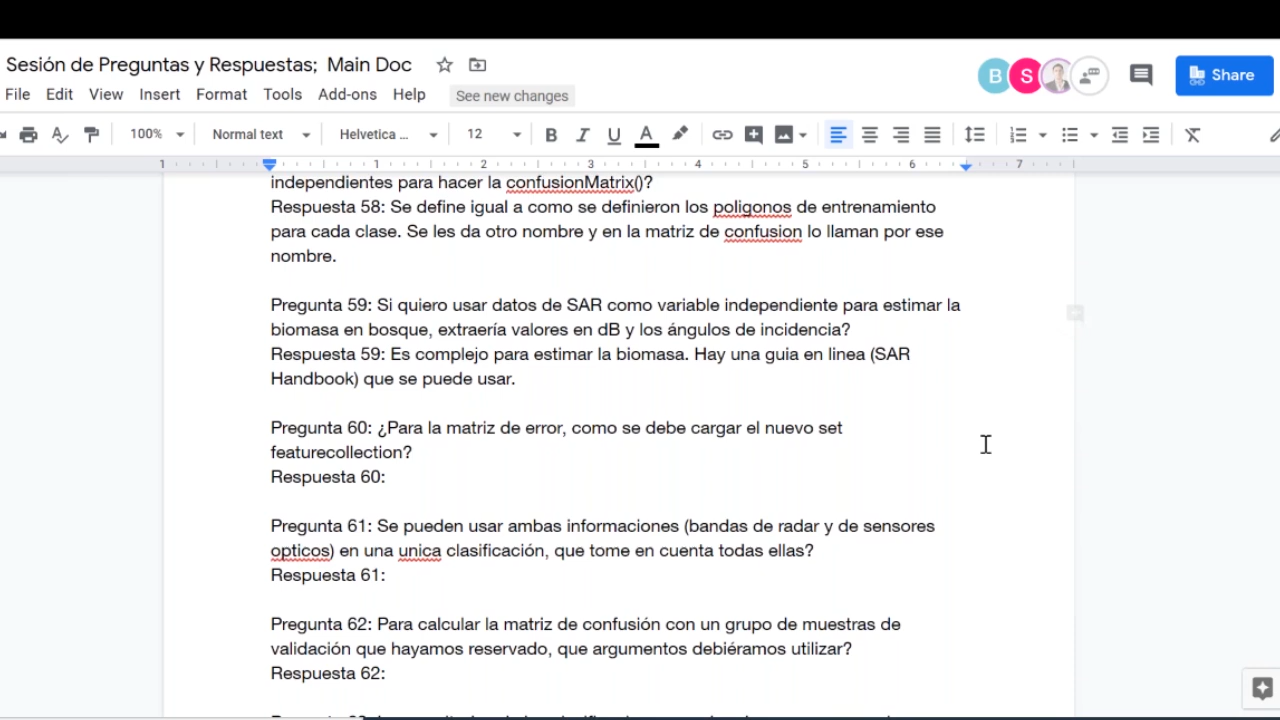 Sesión de Preguntas y Respuestas; Main Doc
B S
Share
File Edit View Insert Format Tools Add-ons Help See new changes
100% Normal text Helvetica ... 12 B I U A
1 1 2 3 4 5 6 7
independientes para hacer la confusionMatrix()?
Respuesta 58: Se define igual a como se definieron los poligonos de entrenamiento
para cada clase. Se les da otro nombre y en la matriz de confusion lo llaman por ese
nombre.
Pregunta 59: Si quiero usar datos de SAR como variable independiente para estimar la
biomasa en bosque, extraería valores en dB y los ángulos de incidencia?
Respuesta 59: Es complejo para estimar la biomasa. Hay una guia en linea (SAR
Handbook) que se puede usar.
Pregunta 60: ¿Para la matriz de error, como se debe cargar el nuevo set
featurecollection?
Respuesta 60:
Pregunta 61: Se pueden usar ambas informaciones (bandas de radar y de sensores
opticos) en una unica clasificación, que tome en cuenta todas ellas?
Respuesta 61:
Pregunta 62: Para calcular la matriz de confusión con un grupo de muestras de
validación que hayamos reservado, que argumentos debiéramos utilizar?
Respuesta 62: